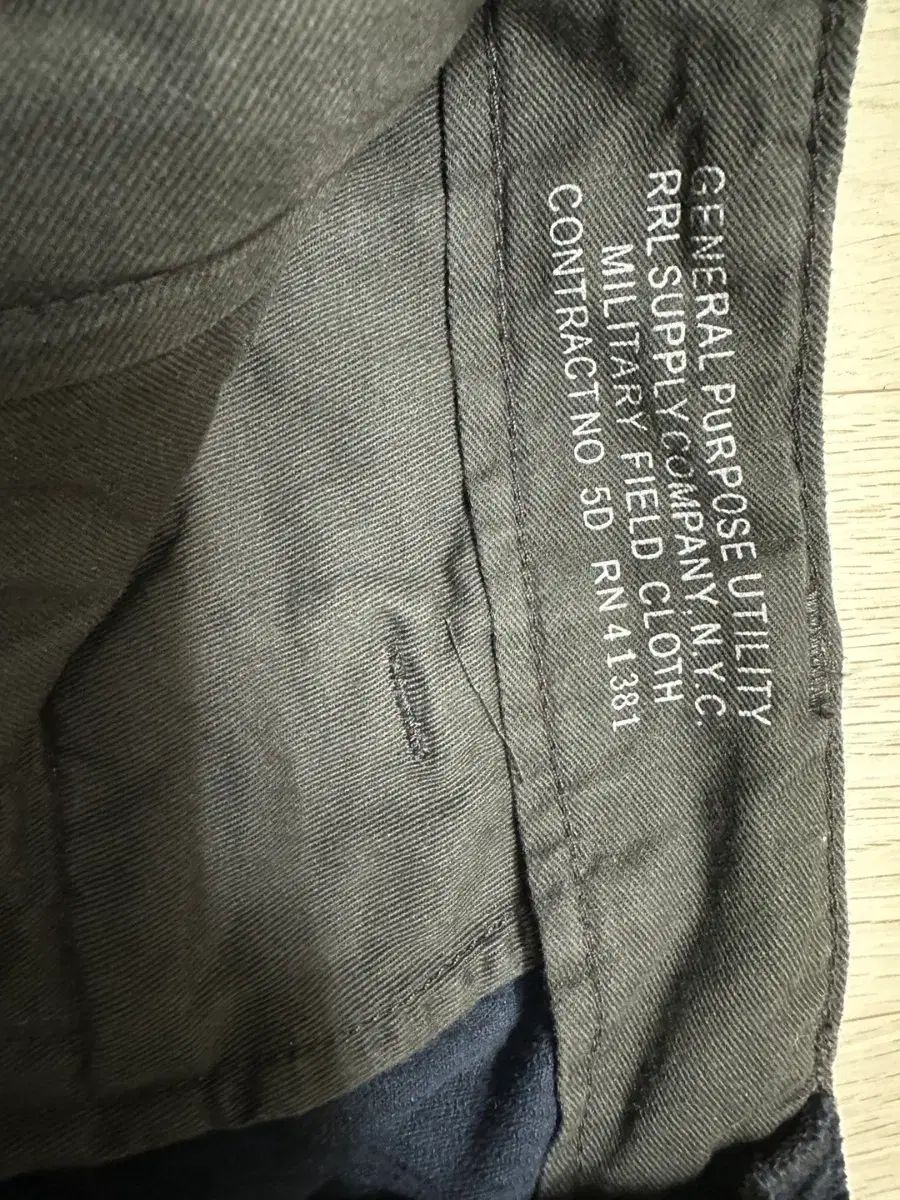 GENERAL PURPOSE UTILITY
RRL SUPPLY COMPANY, N.Y.C.
MILITARY FIELD CLOTH
CONTRACT NO 5D RN 41381